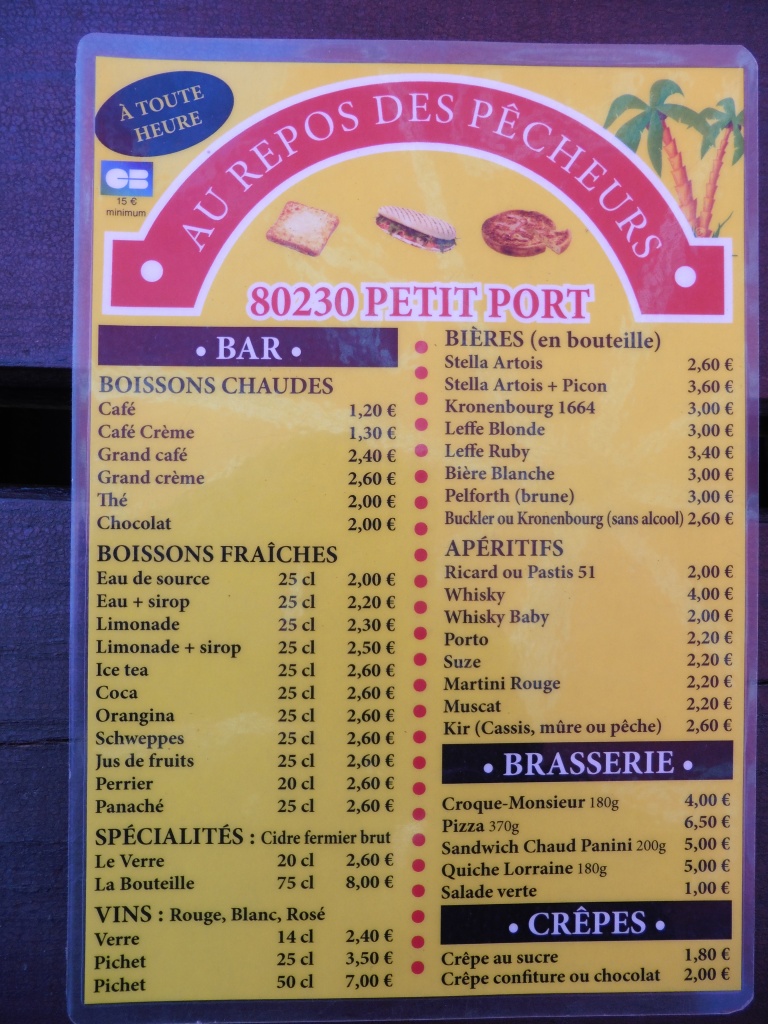 À TOUTE
HEURE
CB
15 €
minimum
AU REPOS DES PÊCHEURS
80230 PETIT PORT
• BAR •
BOISSONS CHAUDES
Café 1,20 €
Café Crème 1,30 €
Grand café 2,40 €
Grand crème 2,60 €
Thé 2,00 €
Chocolat 2,00 €
BOISSONS FRAÎCHES
Eau de source 25 cl 2,00 €
Eau + sirop 25 cl 2,20 €
Limonade 25 cl 2,30 €
Limonade + sirop 25 cl 2,50 €
Ice tea 25 cl 2,60 €
Coca 25 cl 2,60 €
Orangina 25 cl 2,60 €
Schweppes 25 cl 2,60 €
Jus de fruits 25 cl 2,60 €
Perrier 20 cl 2,60 €
Panaché 25 cl 2,60 €
SPÉCIALITÉS : Cidre fermier brut
Le Verre 20 cl 2,60 €
La Bouteille 75 cl 8,00 €
VINS : Rouge, Blanc, Rosé
Verre 14 cl 2,40 €
Pichet 25 cl 3,50 €
Pichet 50 cl 7,00 €
BIÈRES (en bouteille)
Stella Artois 2,60 €
Stella Artois + Picon 3,60 €
Kronenbourg 1664 3,00 €
Leffe Blonde 3,00 €
Leffe Ruby 3,40 €
Bière Blanche 3,00 €
Pelforth (brune) 3,00 €
Buckler ou Kronenbourg (sans alcool) 2,60 €
APÉRITIFS
Ricard ou Pastis 51 2,00 €
Whisky 4,00 €
Whisky Baby 2,00 €
Porto 2,20 €
Suze 2,20 €
Martini Rouge 2,20 €
Muscat 2,20 €
Kir (Cassis, mûre ou pêche) 2,60 €
• BRASSERIE •
Croque-Monsieur 180g 4,00 €
Pizza 370g 6,50 €
Sandwich Chaud Panini 200g 5,00 €
Quiche Lorraine 180g 5,00 €
Salade verte 1,00 €
• CRÊPES •
Crêpe au sucre 1,80 €
Crêpe confiture ou chocolat 2,00 €